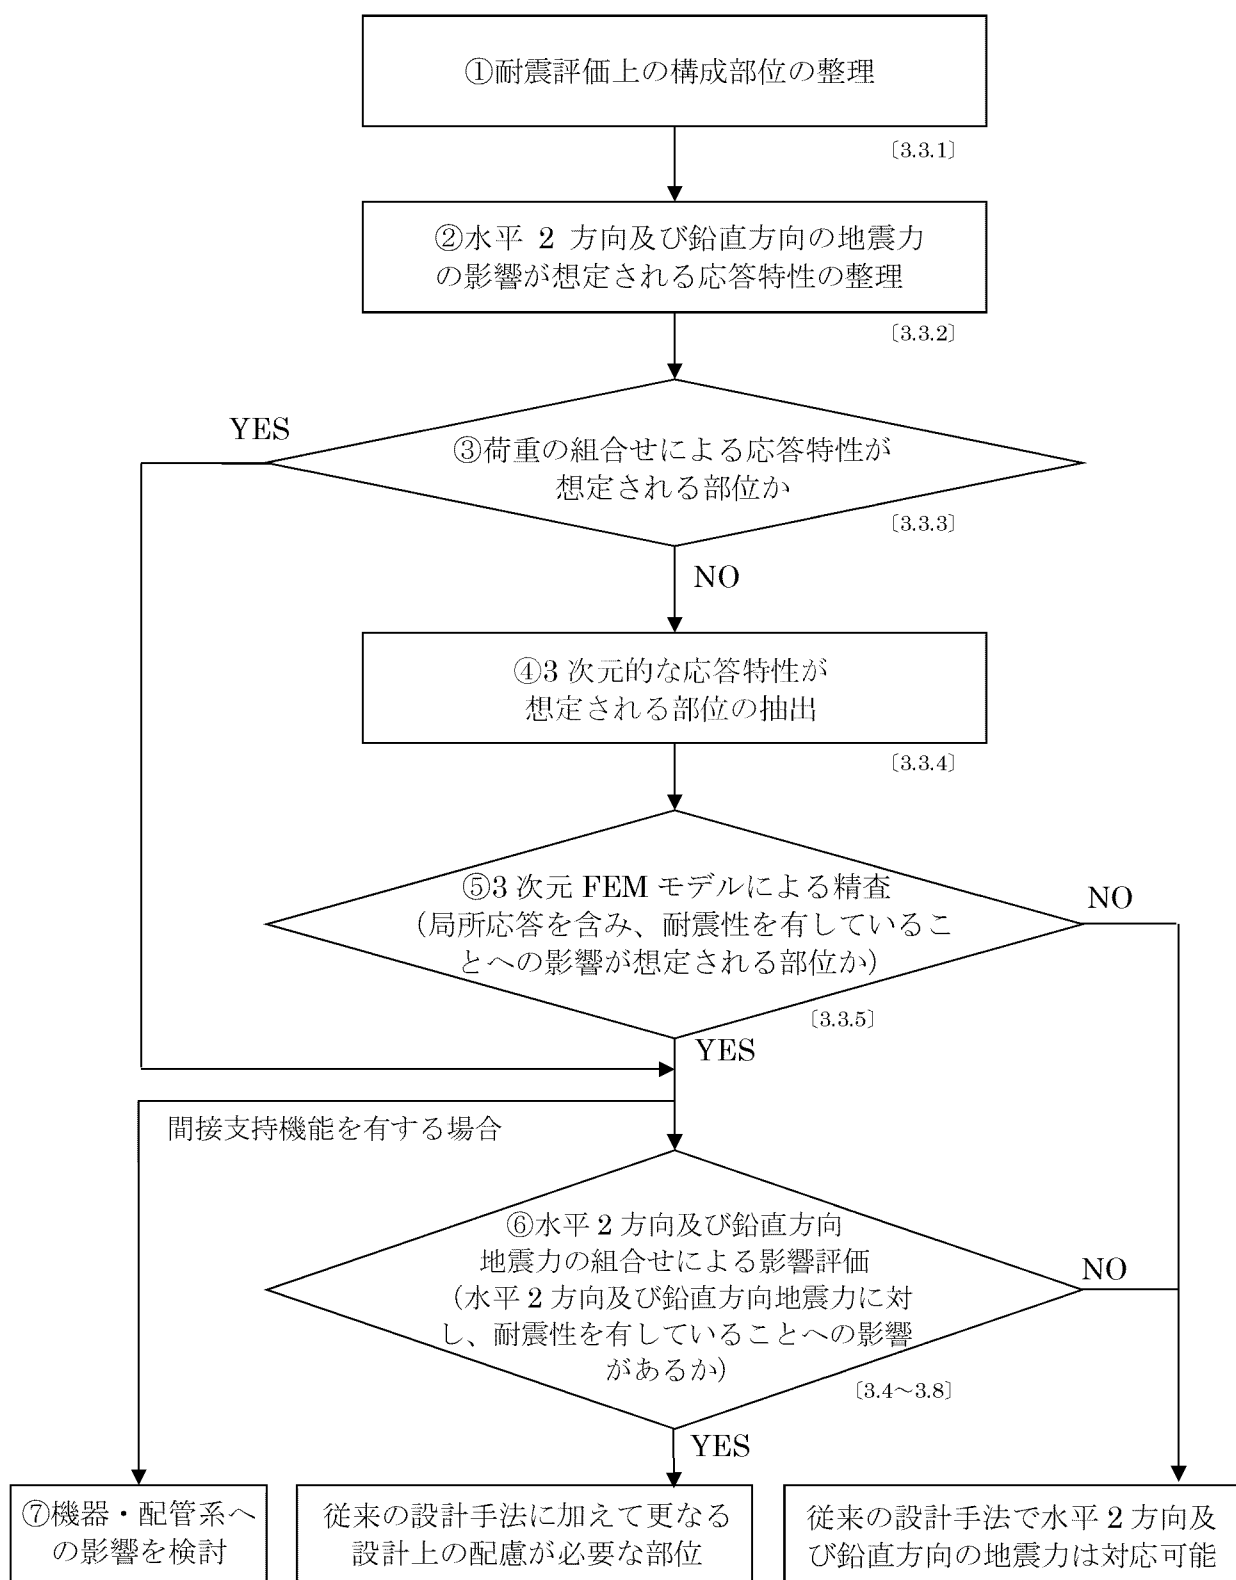 ①耐震評価上の構成部位の整理
〔3.3.1〕
②水平 2 方向及び鉛直方向の地震力
の影響が想定される応答特性の整理
〔3.3.2〕
YES
③荷重の組合せによる応答特性が
想定される部位か
〔3.3.3〕
NO
④3 次元的な応答特性が
想定される部位の抽出
〔3.3.4〕
⑤3 次元 FEM モデルによる精査
（局所応答を含み、耐震性を有しているこ
とへの影響が想定される部位か）
NO
〔3.3.5〕
YES
間接支持機能を有する場合
⑥水平 2 方向及び鉛直方向
地震力の組合せによる影響評価
（水平 2 方向及び鉛直方向地震力に対
し、耐震性を有していることへの影響
があるか）
NO
〔3.4～3.8〕
YES
⑦機器・配管系へ
の影響を検討
従来の設計手法に加えて更なる
設計上の配慮が必要な部位
従来の設計手法で水平 2 方向及
び鉛直方向の地震力は対応可能